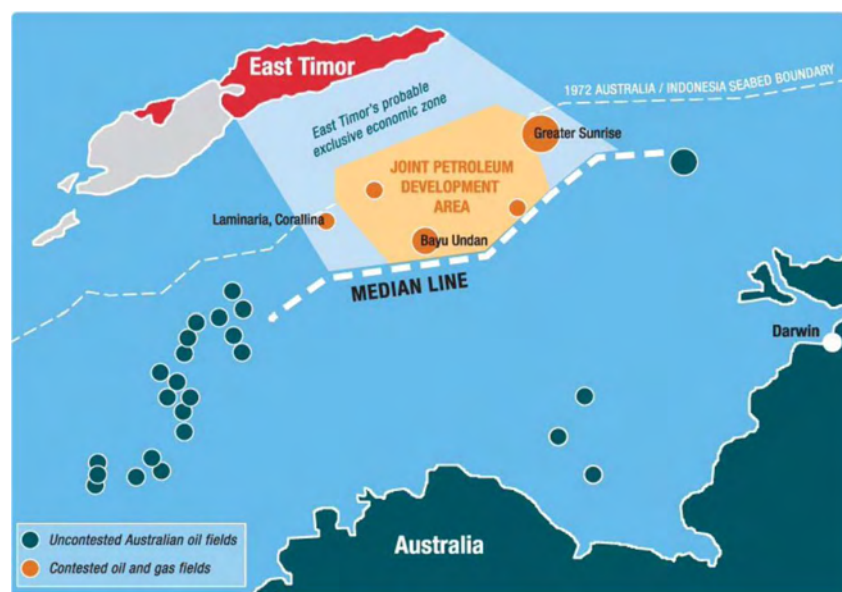 East Timor
1972 AUSTRALIA / INDONESIA SEABED BOUNDARY
East Timor's probable
exclusive economic zone
Greater Sunrise
JOINT PETROLEUM
DEVELOPMENT
AREA
Laminaria, Corallina
Bayu Undan
MEDIAN LINE
Darwin
Australia
Uncontested Australian oil fields
Contested oil and gas fields